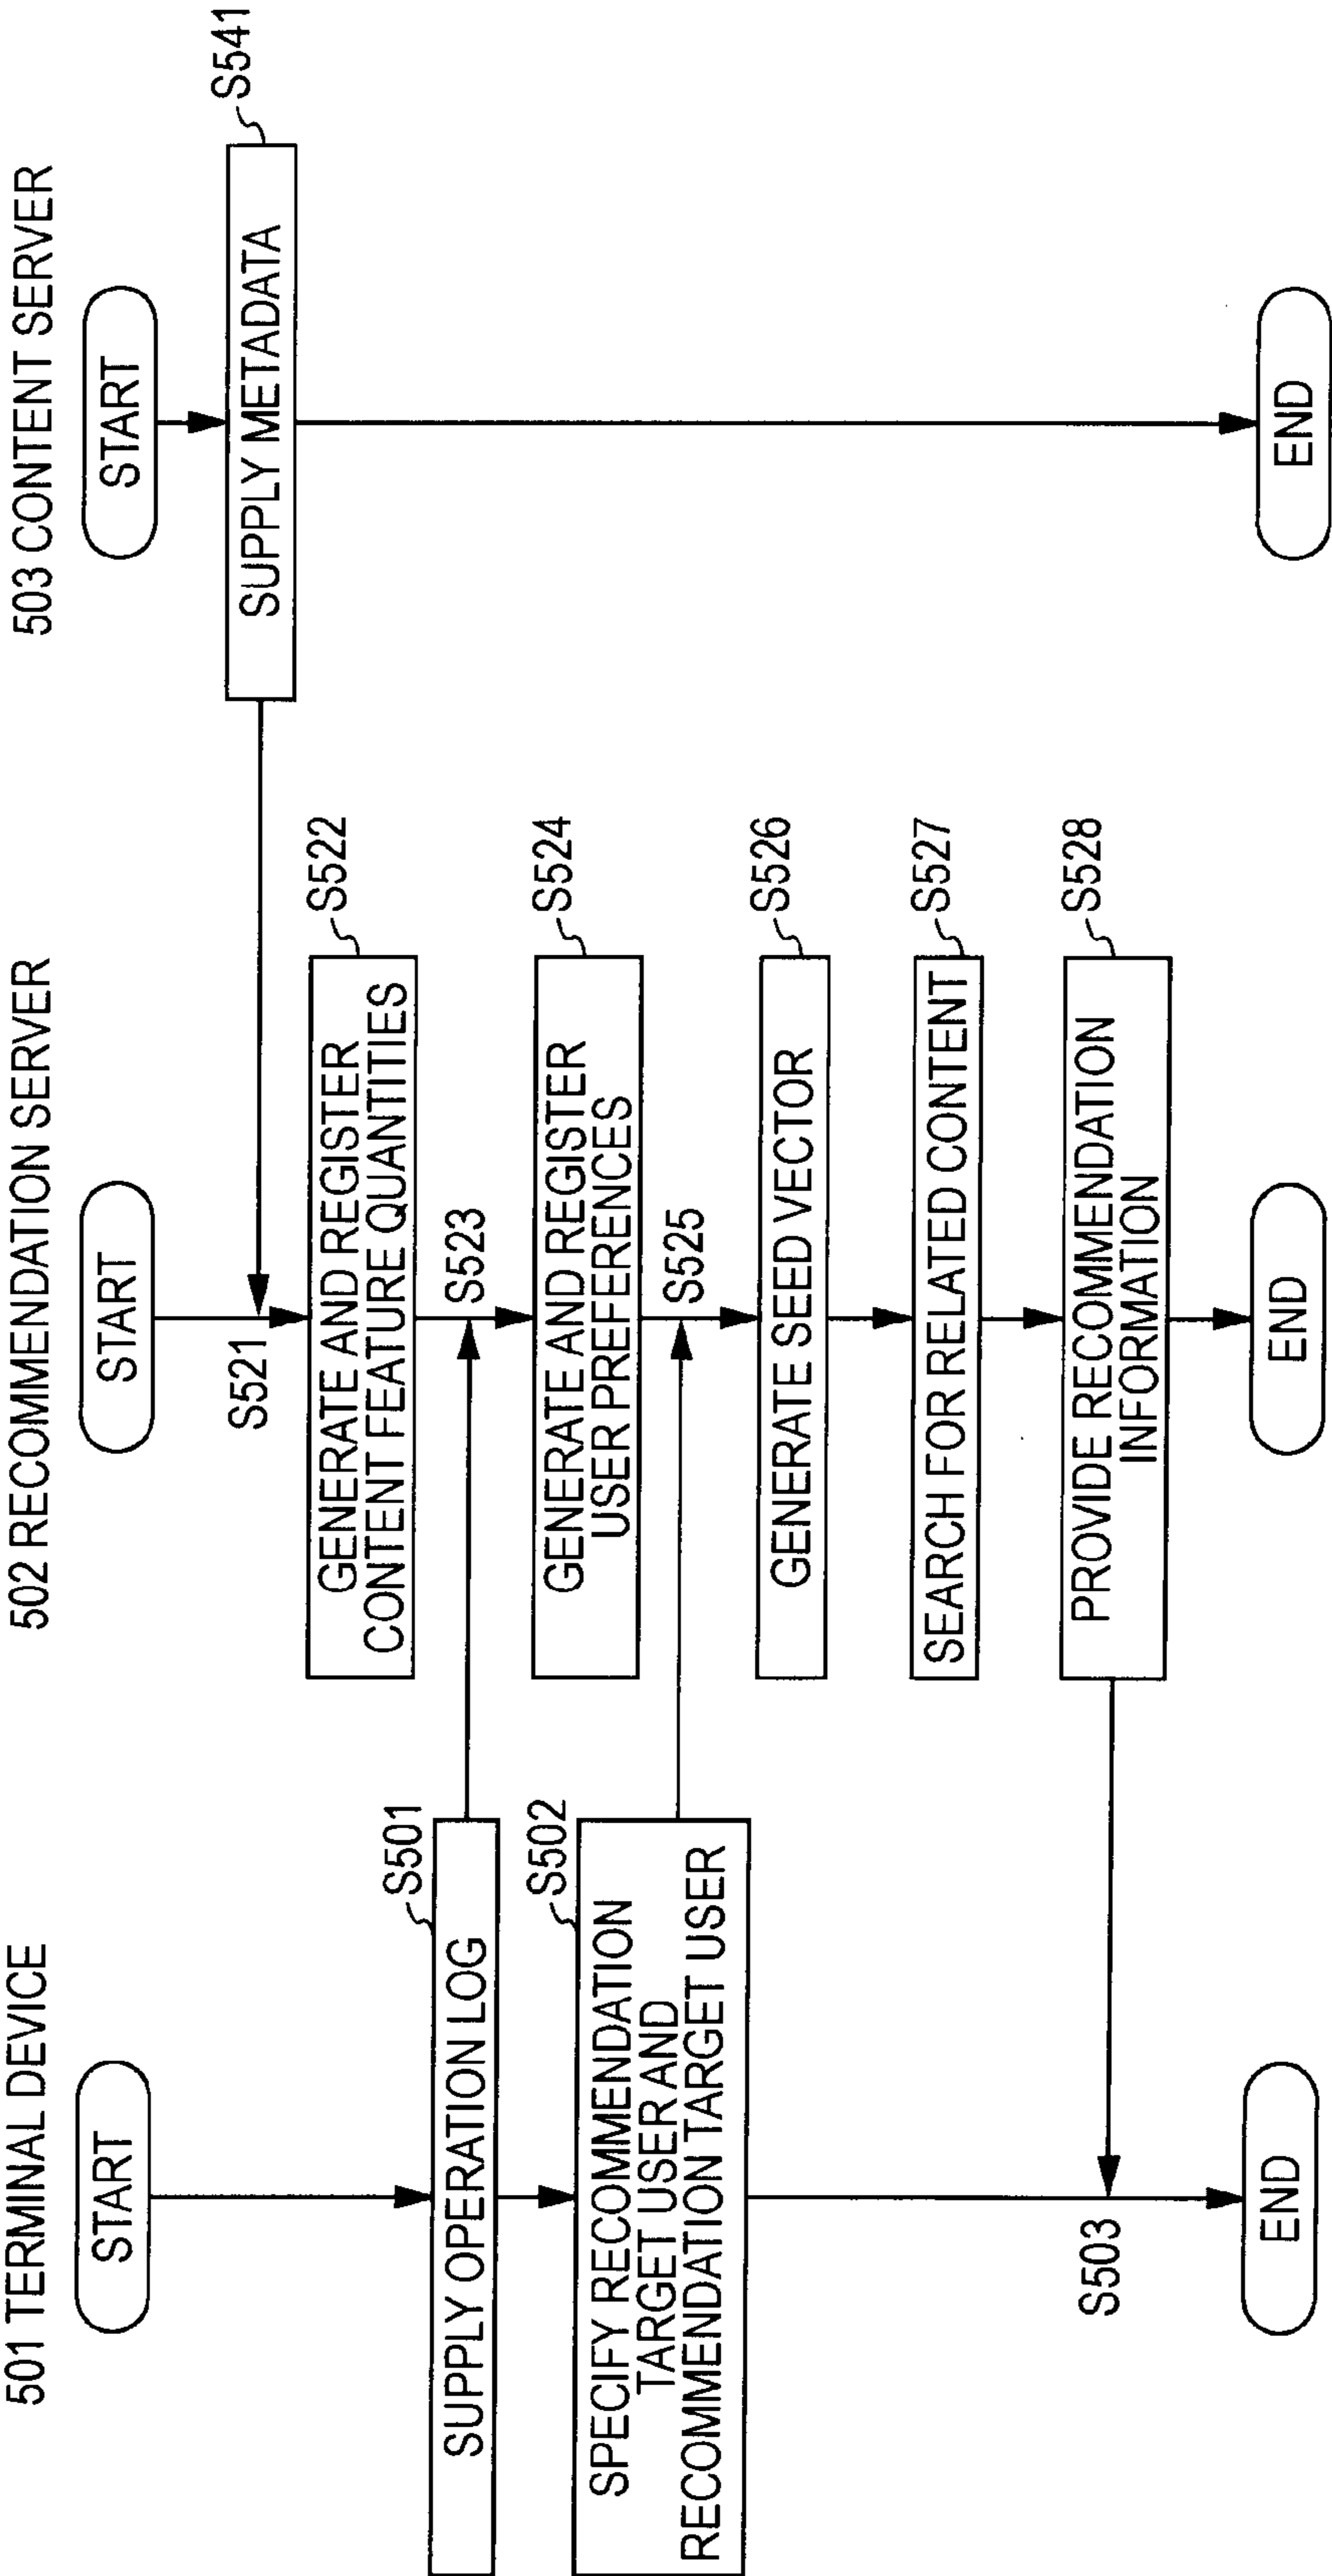 501 TERMINAL DEVICE
START
S501
SUPPLY OPERATION LOG
S502
SPECIFY RECOMMENDATION
TARGET USER AND
RECOMMENDATION TARGET USER
S503
END
502 RECOMMENDATION SERVER
START
S521
S522
GENERATE AND REGISTER
CONTENT FEATURE QUANTITIES
S523
S524
GENERATE AND REGISTER
USER PREFERENCES
S525
S526
GENERATE SEED VECTOR
S527
SEARCH FOR RELATED CONTENT
S528
PROVIDE RECOMMENDATION
INFORMATION
END
503 CONTENT SERVER
START
S541
SUPPLY METADATA
END